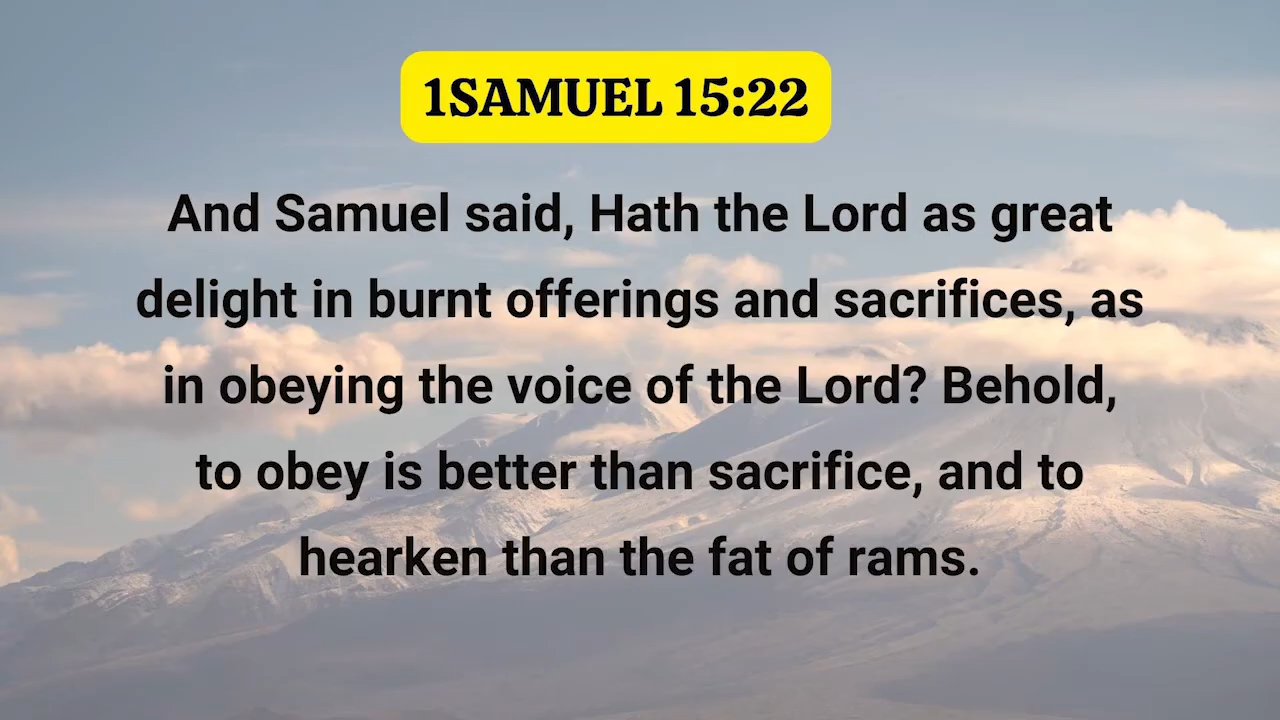 1SAMUEL 15:22
And Samuel said, Hath the Lord as great
delight in burnt offerings and sacrifices, as
in obeying the voice of the Lord? Behold,
to obey is better than sacrifice, and to
hearken than the fat of rams.